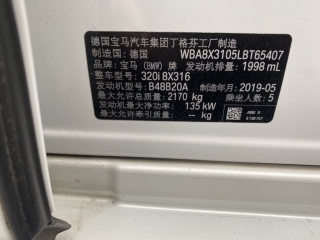 德国宝马汽车集团丁格芬工厂制造
制造国：德国 WBA8X3105LBT65407
品牌：宝马（BMW）牌 发动机排量：1998 mL
整车型号：320i 8X316
发动机型号：B48B20A 制造年月：2019-05
最大允许总质量：2170 kg 乘坐人数：5
发动机最大净功率：135 kW
最大允许牵引质量：-- kg